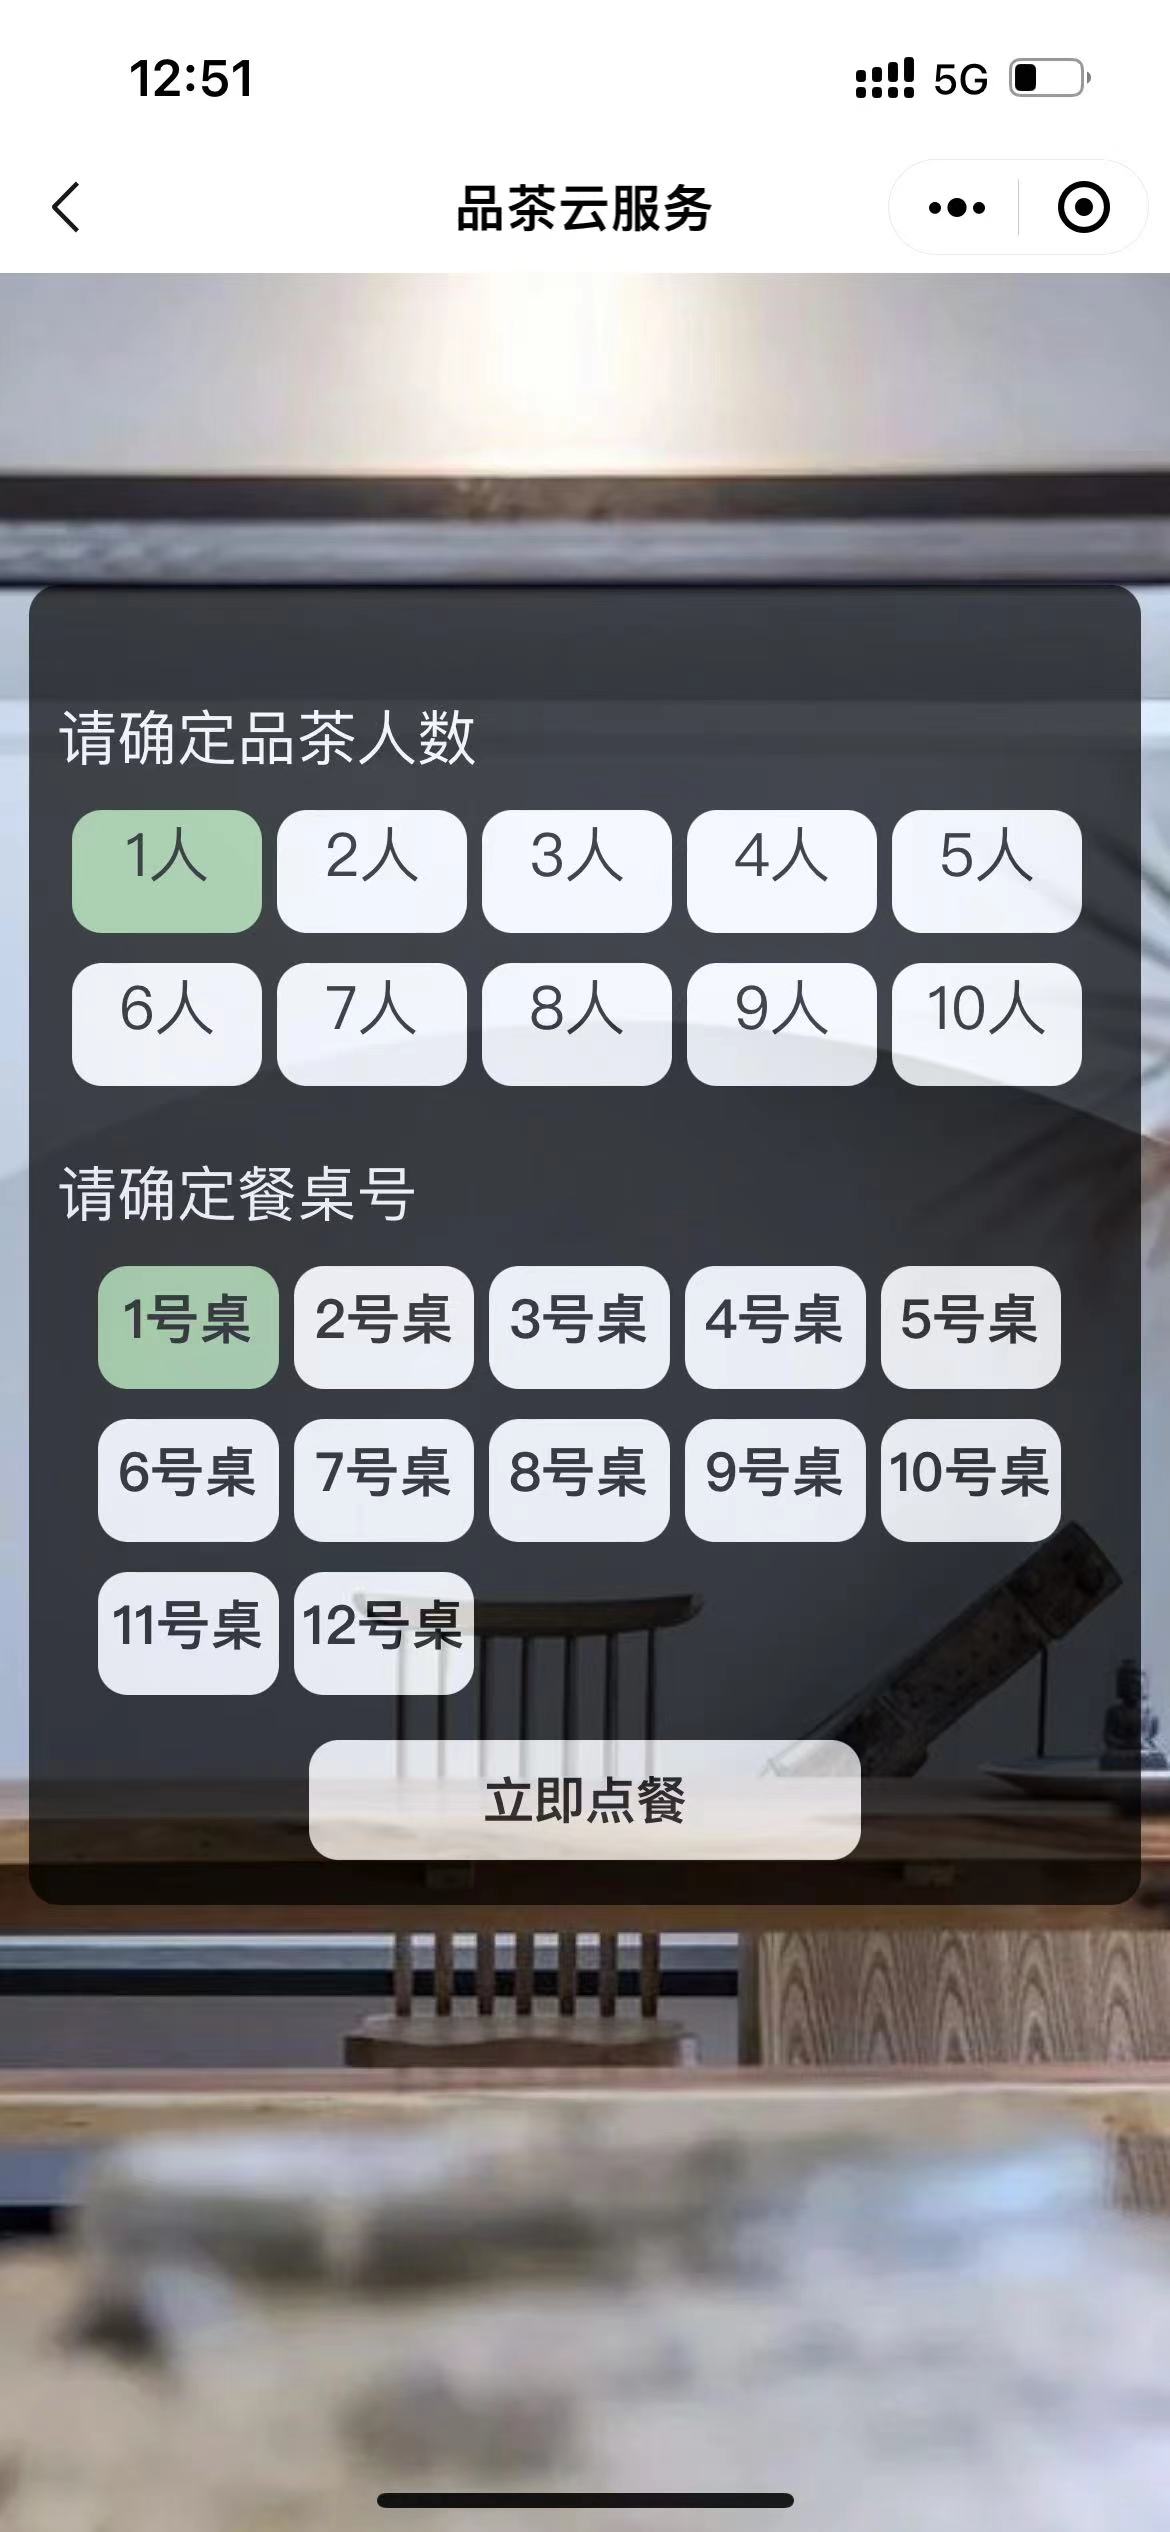 12:51
5G
品茶云服务
请确定品茶人数
1人 2人 3人 4人 5人
6人 7人 8人 9人 10人
请确定餐桌号
1号桌 2号桌 3号桌 4号桌 5号桌
6号桌 7号桌 8号桌 9号桌 10号桌
11号桌 12号桌
立即点餐